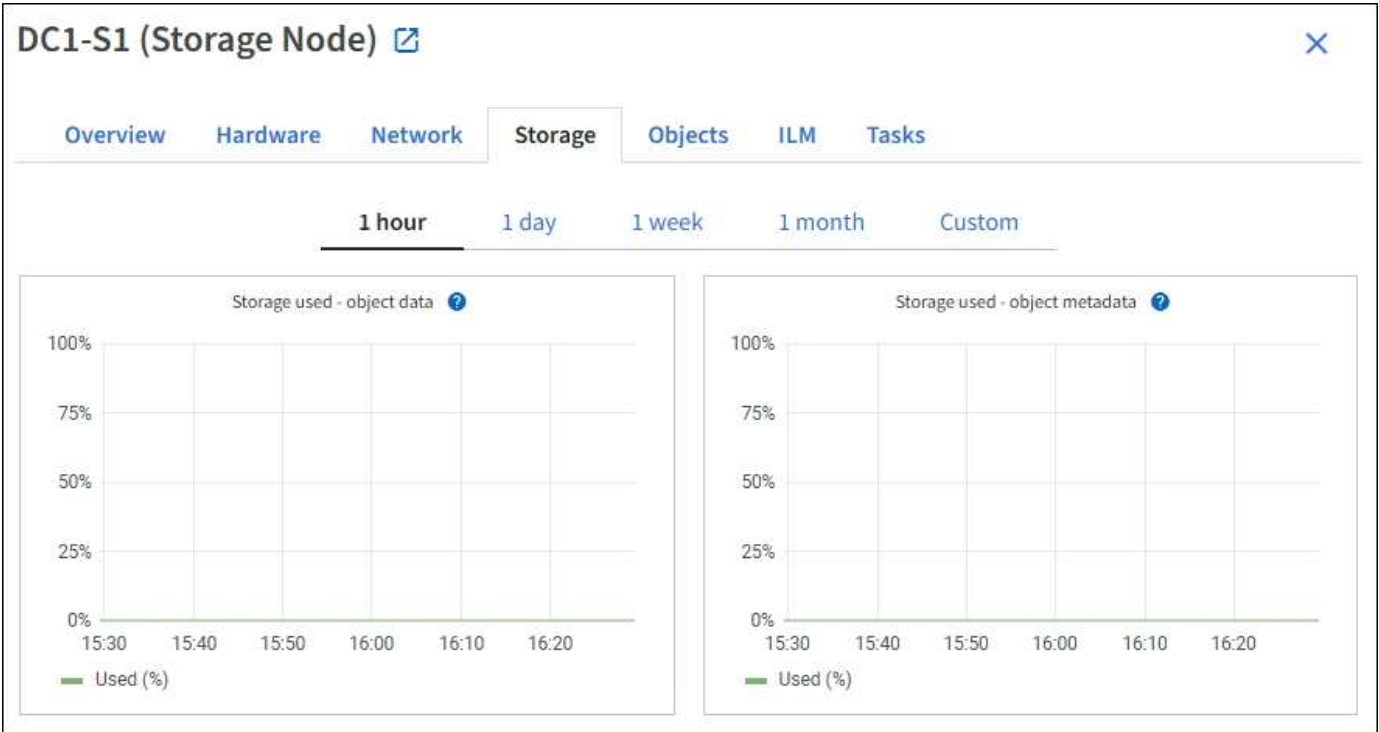 DC1-S1 (Storage Node)
Overview Hardware Network Storage Objects ILM Tasks
1 hour 1 day 1 week 1 month Custom
Storage used - object data ?
100%
75%
50%
25%
0%
15:30 15:40 15:50 16:00 16:10 16:20
Used (%)
Storage used - object metadata ?
100%
75%
50%
25%
0%
15:30 15:40 15:50 16:00 16:10 16:20
Used (%)